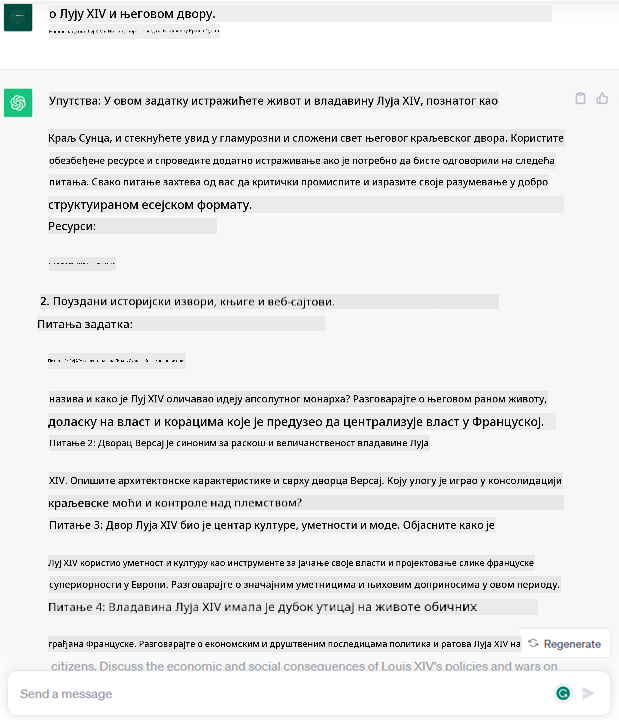 о Лују XIV и његовом двору.
Упутства: У овом задатку истражићете живот и владавину Луја XIV, познатог као
Краљ Сунца, и стекнућете увид у гламурозни и сложени свет његовог краљевског двора. Користите
обезбеђене ресурсе и спроведите додатно истраживање ако је потребно да бисте одговорили на следећа
питања. Свако питање захтева од вас да критички промислите и изразите своје разумевање у добро
структуираном есејском формату.
Ресурси:
2. Поуздани историјски извори, књиге и веб-сајтови.
Питања задатка:
назива и како је Луј XIV оличавао идеју апсолутног монарха? Разговарајте о његовом раном животу,
доласку на власт и корацима које је предузео да централизује власт у Француској.
Питање 2: Дворац Версај је синоним за раскош и величанственост владавине Луја
XIV. Опишите архитектонске карактеристике и сврху дворца Версај. Коју улогу је играо у консолидацији
краљевске моћи и контроле над племством?
Питање 3: Двор Луја XIV био је центар културе, уметности и моде. Објасните како је
Луј XIV користио уметност и културу као инструменте за јачање своје власти и пројектовање слике француске
супериорности у Европи. Разговарајте о значајним уметницима и њиховим доприносима у овом периоду.
Питање 4: Владавина Луја XIV имала је дубок утицај на животе обичних
грађана Француске. Разговарајте о економским и друштвеним последицама политика и ратова Луја XIV на
Regenerate
citizens. Discuss the economic and social consequences of Louis XIV's policies and wars on
Send a message